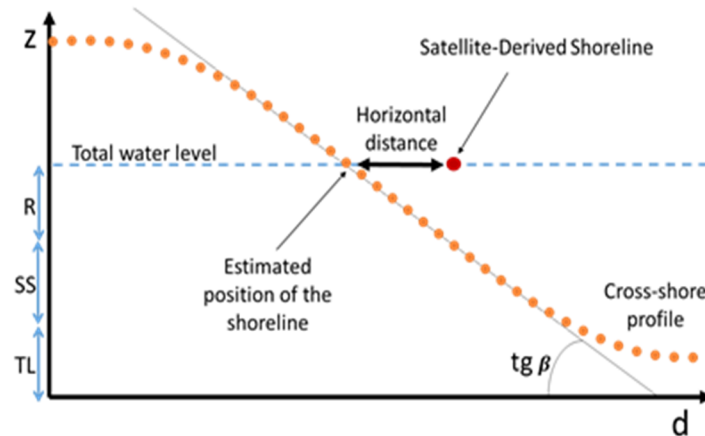 Z
Satellite-Derived Shoreline
Horizontal
distance
Total water level
R
Estimated
position of the
shoreline
SS
Cross-shore
profile
TL
tg β
d